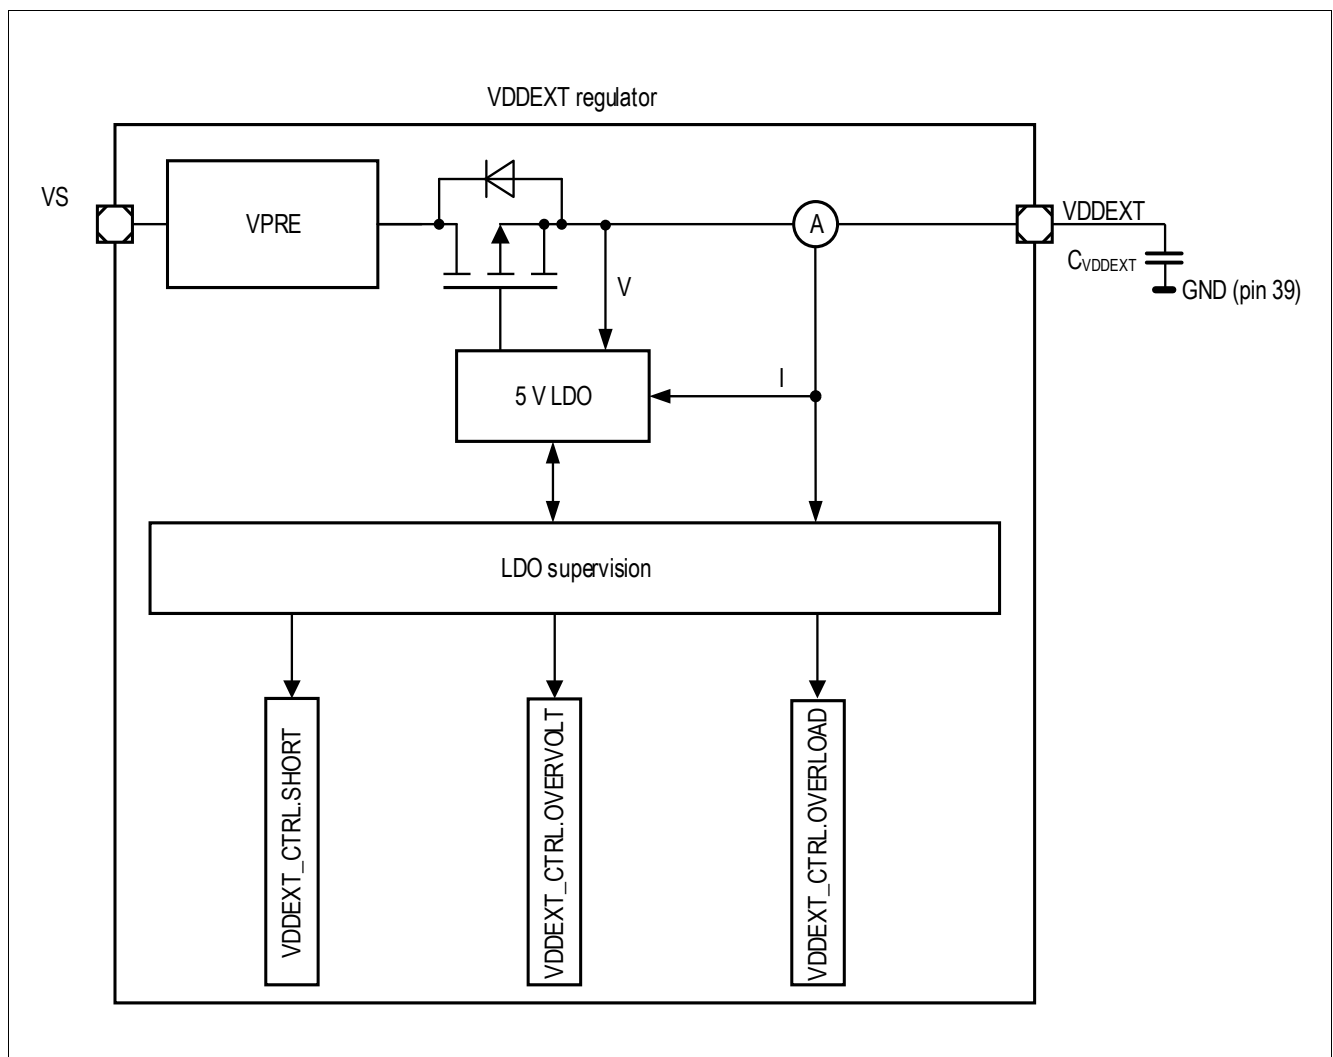 VDDEXT regulator
VS
VPRE
A
VDDEXT
CVDDEXT
GND (pin 39)
V
I
5 V LDO
LDO supervision
VDDEXT_CTRL.SHORT
VDDEXT_CTRL.OVERVOLT
VDDEXT_CTRL.OVERLOAD